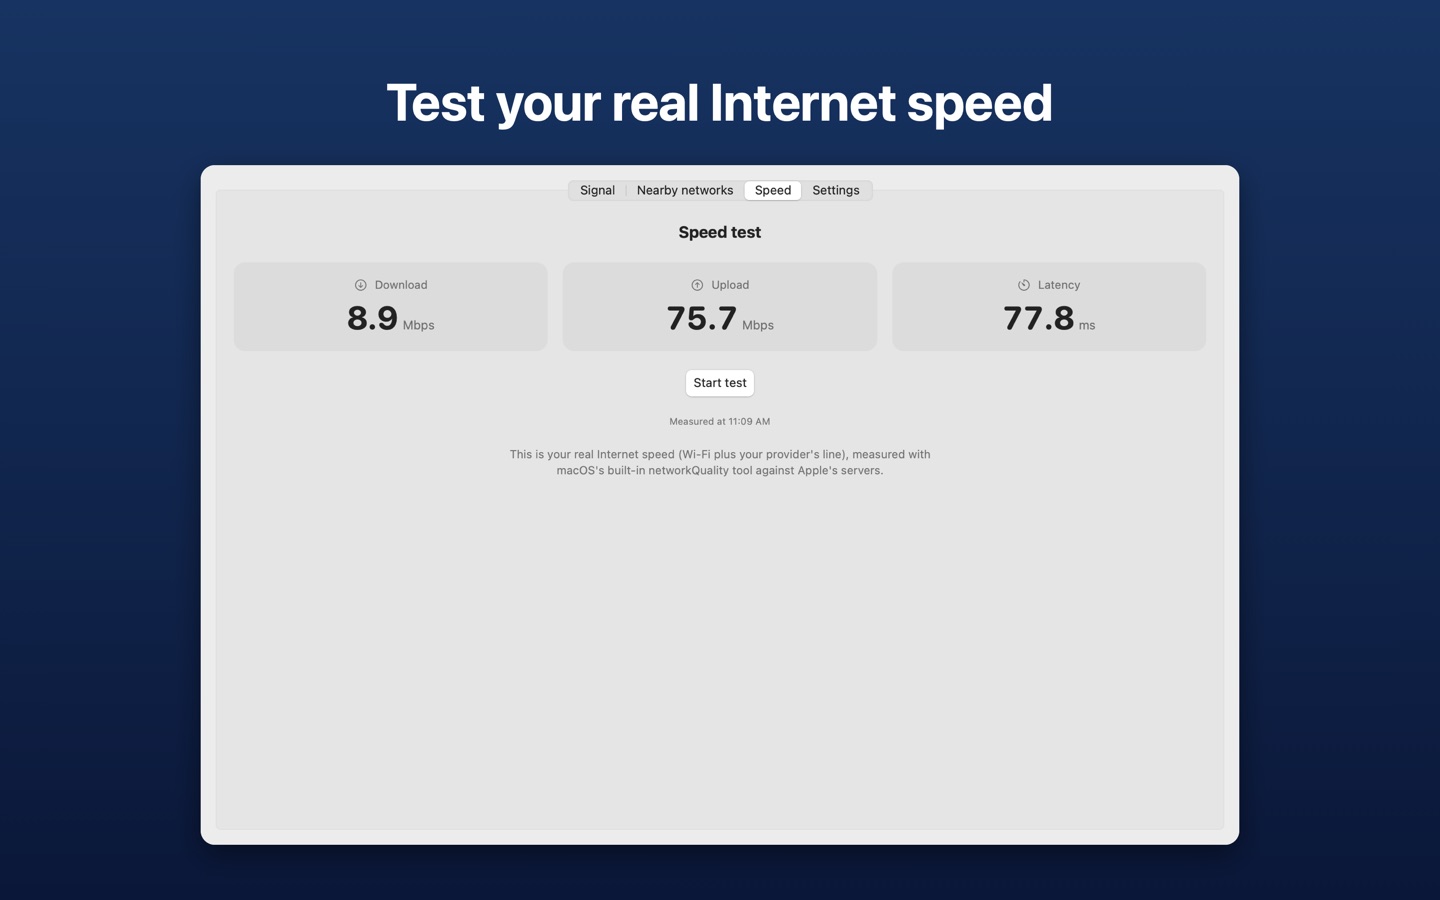 Test your real Internet speed
Signal
Nearby networks
Speed
Settings
Speed test
Download
8.9 Mbps
Upload
75.7 Mbps
Latency
77.8 ms
Start test
Measured at 11:09 AM
This is your real Internet speed (Wi-Fi plus your provider's line), measured with
macOS's built-in networkQuality tool against Apple's servers.